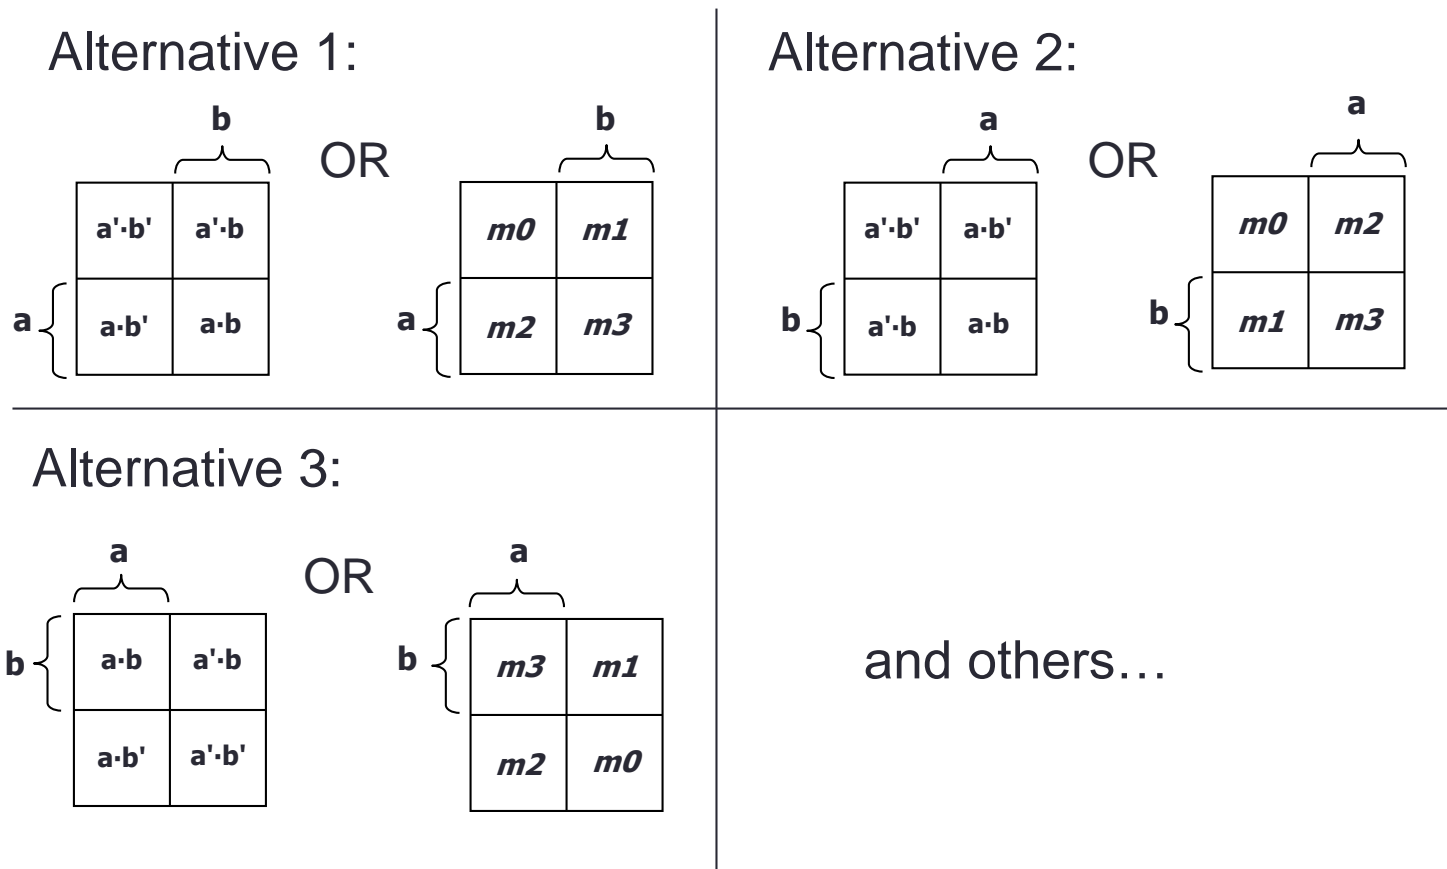 Alternative 1:
b
OR
b
a'·b' a'·b
m0 m1
a
a·b' a·b
a
m2 m3
Alternative 2:
a
OR
a
a'·b' a·b'
m0 m2
b
a'·b a·b
b
m1 m3
Alternative 3:
a
OR
a
b
a·b a'·b
b
m3 m1
a·b' a'·b'
m2 m0
and others…